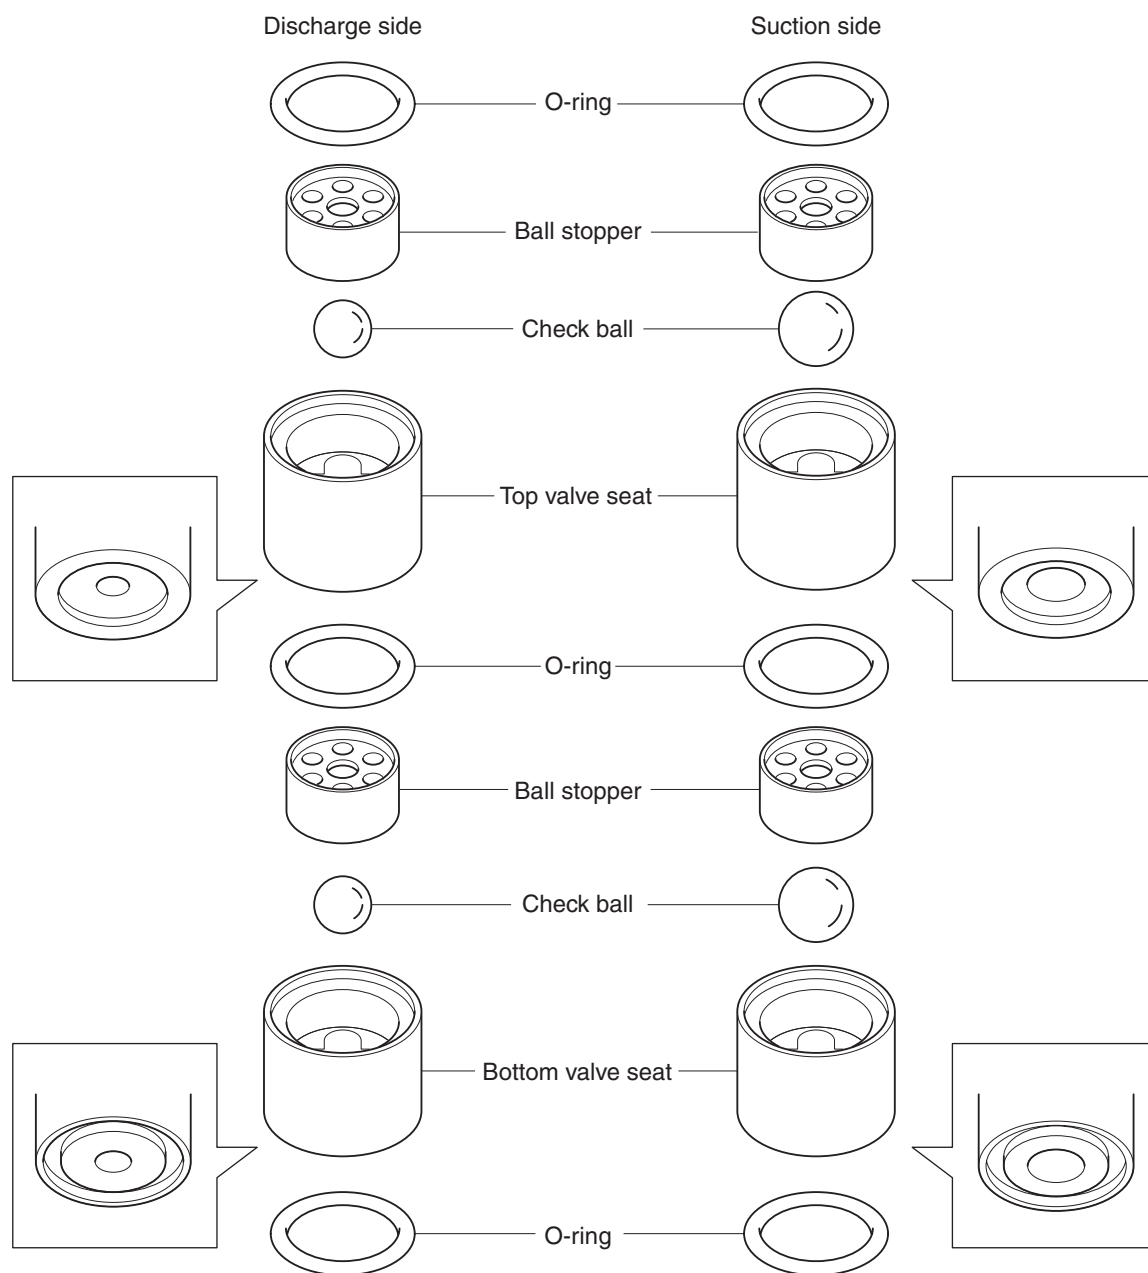 Discharge side
Suction side
O-ring
Ball stopper
Check ball
Top valve seat
O-ring
Ball stopper
Check ball
Bottom valve seat
O-ring